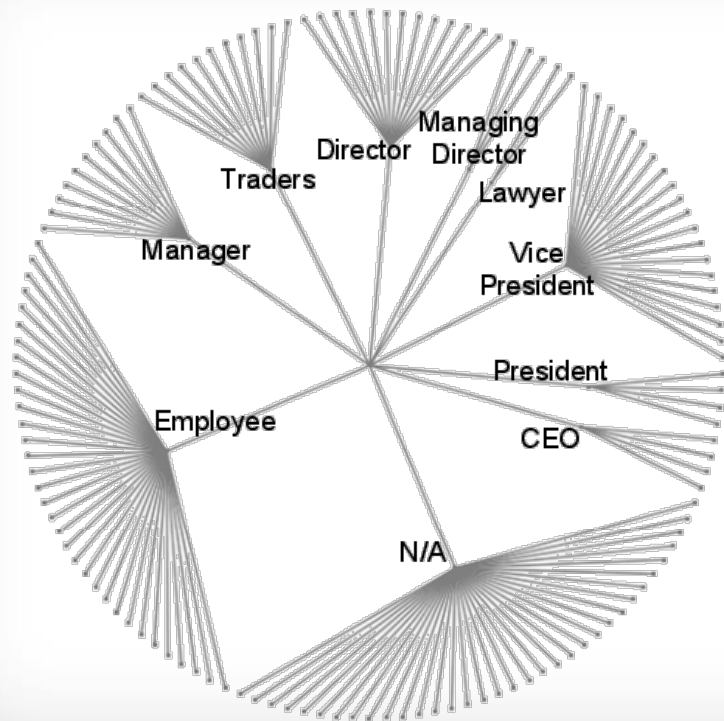 Managing
Director
Director
Traders
Lawyer
Manager
Vice
President
President
Employee
CEO
N/A